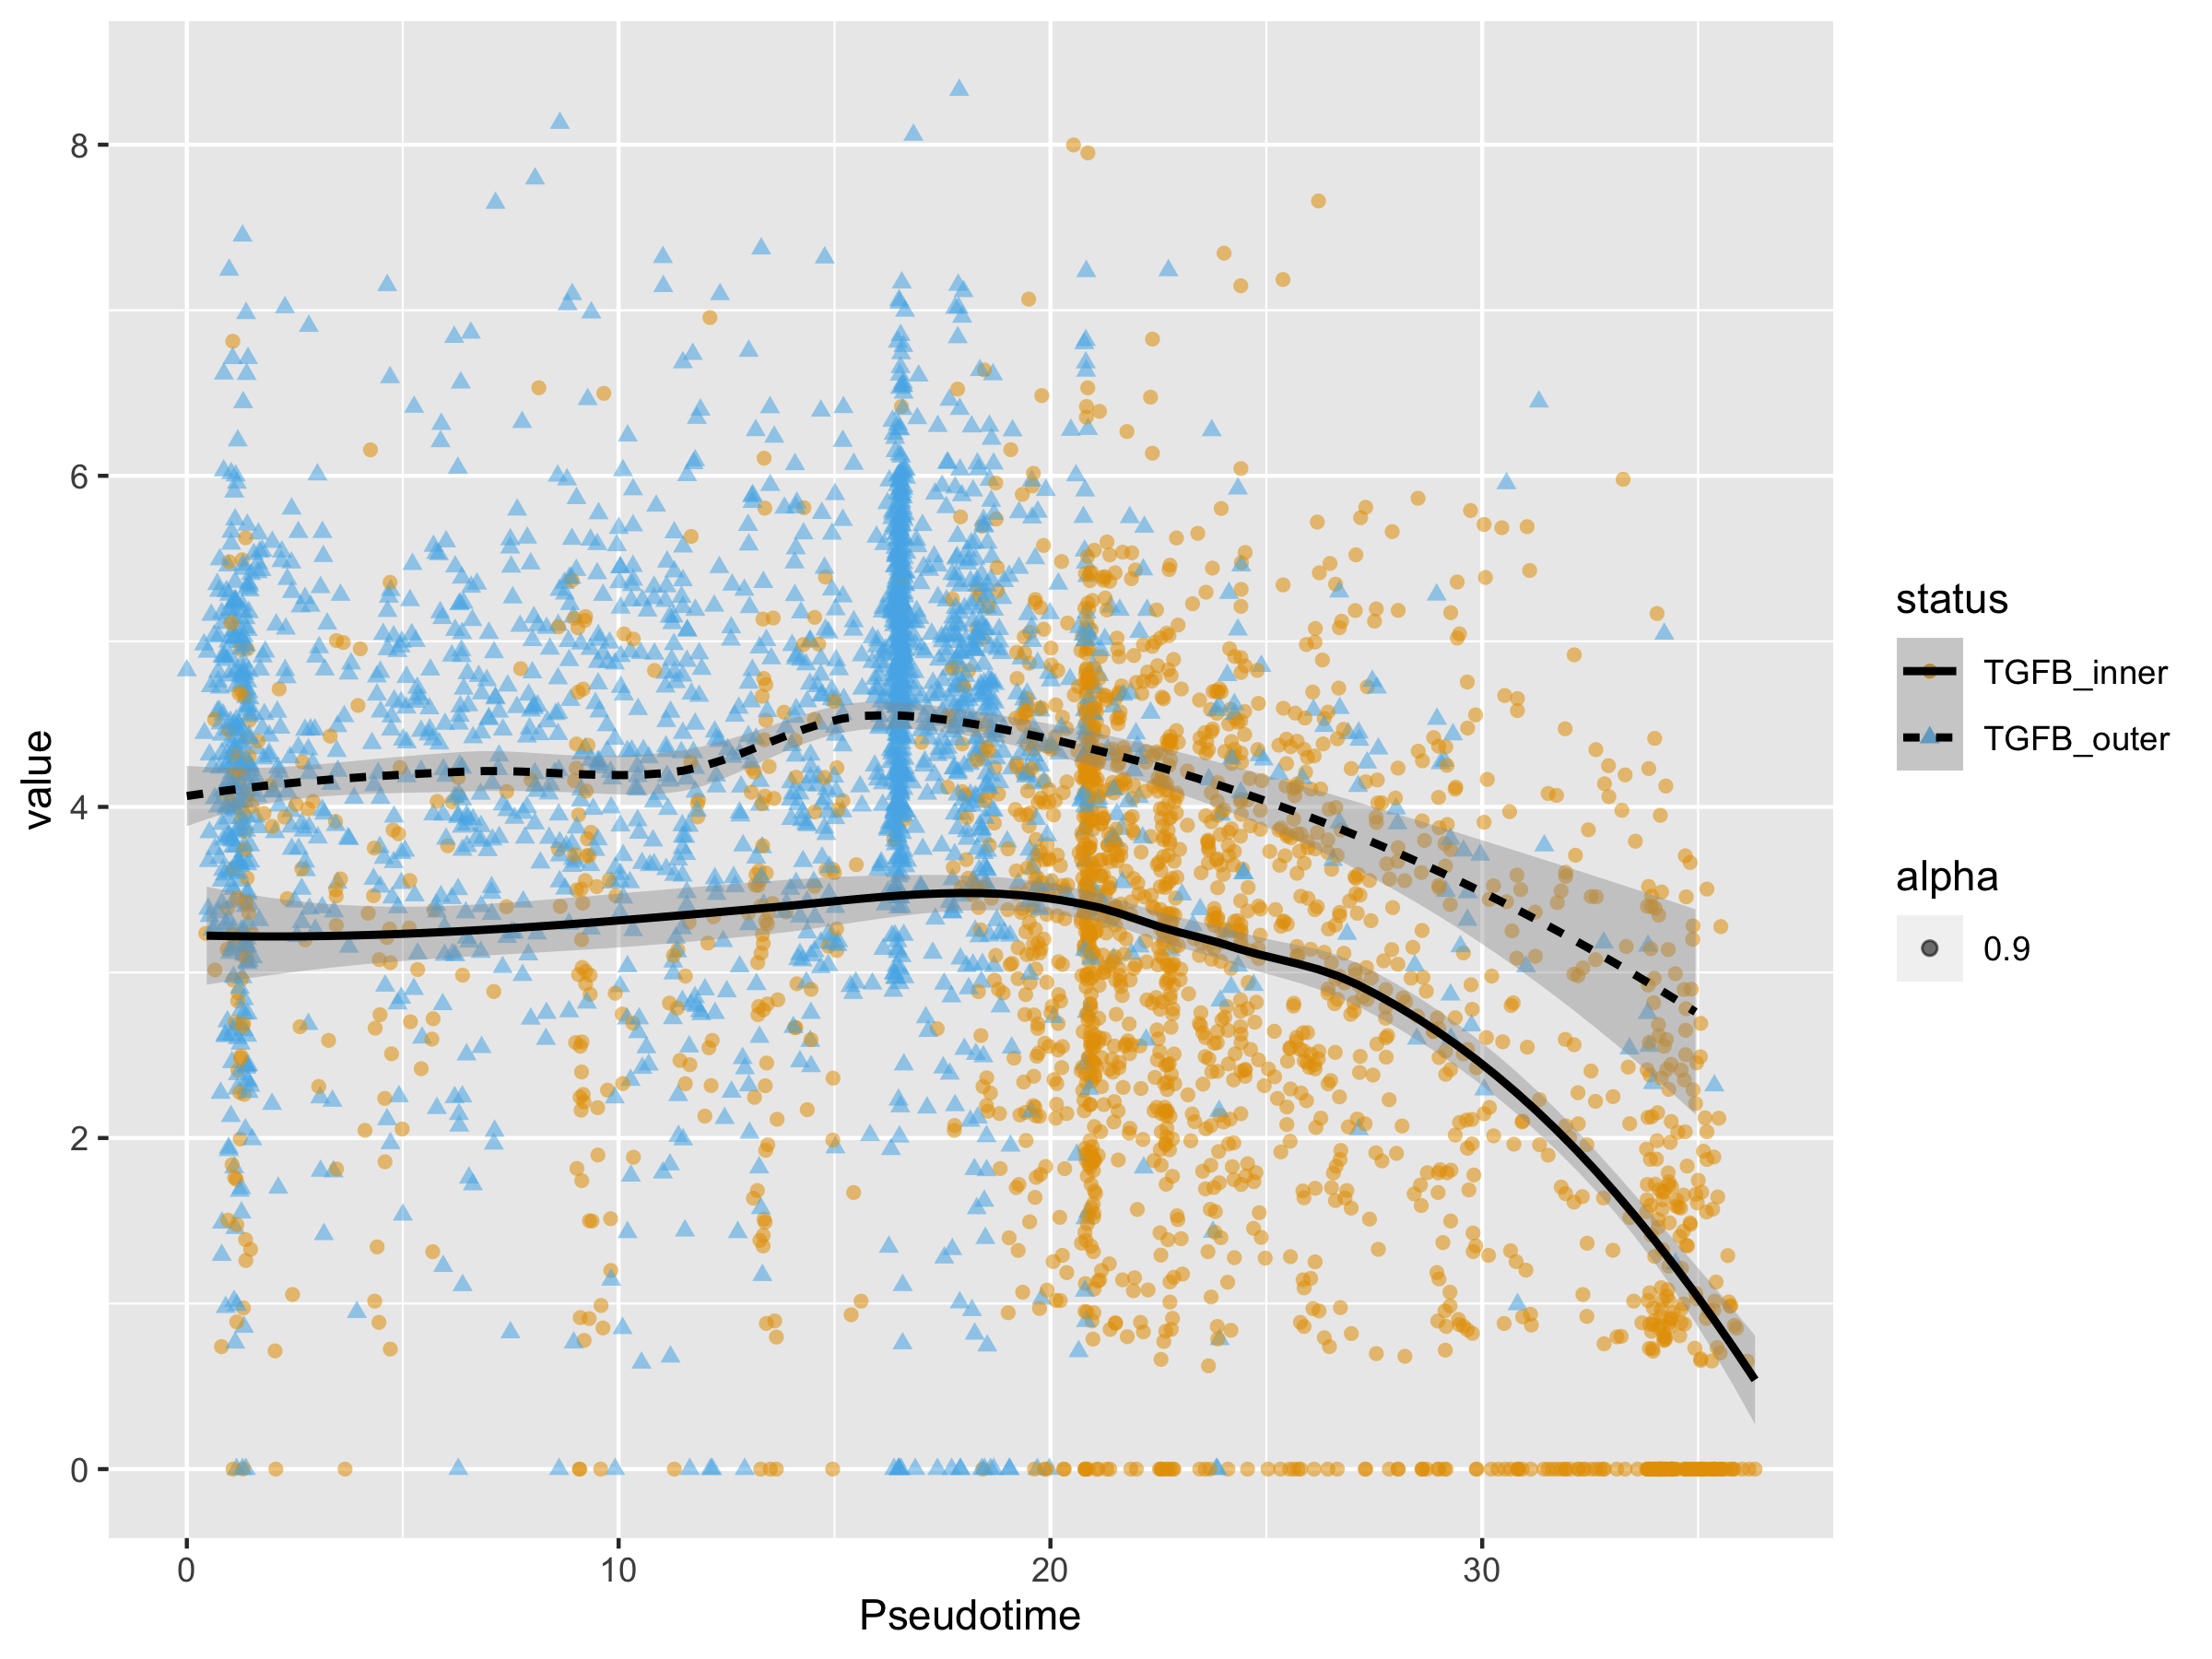 8
6
4
2
0
value
0 10 20 30
Pseudotime
status
TGFB_inner
TGFB_outer
alpha
0.9